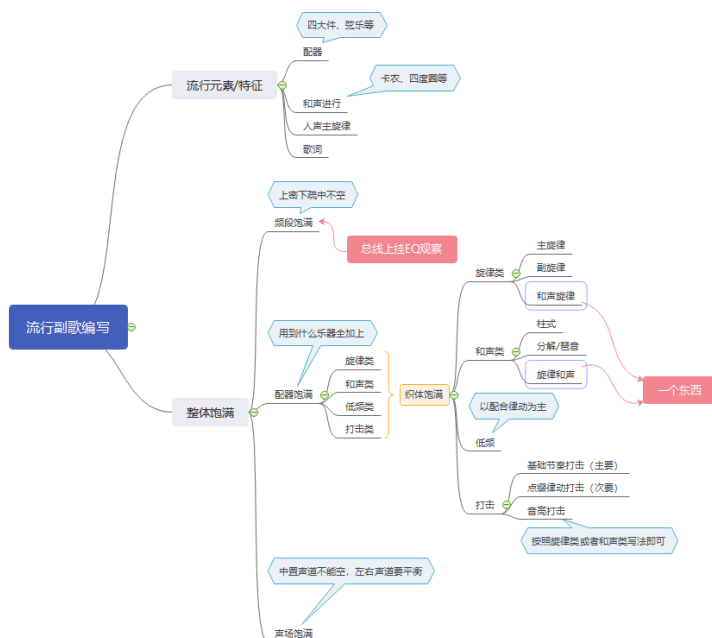 四大件、弦乐等
配器
流行元素/特征
卡农、四度圈等
和声进行
人声主旋律
歌词
上密下疏中不空
频段饱满
总线上挂EQ观察
主旋律
旋律类
副旋律
和声旋律
流行副歌编写
用到什么乐器全加上
柱式
和声类
分解/琶音
旋律和声
旋律类
和声类
配器饱满
低频类
打击类
织体饱满
一个东西
整体饱满
以配合律动为主
低频
基础节奏打击（主要）
打击
点缀律动打击（次要）
音高打击
按照旋律类或者和声类写法即可
中置声道不能空，左右声道要平衡
声场饱满